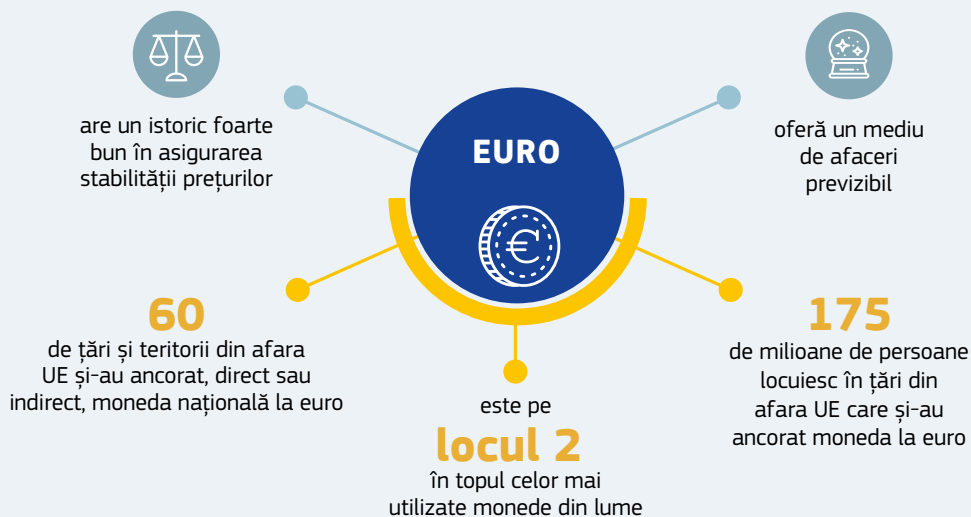 EURO
are un istoric foarte
bun în asigurarea
stabilității prețurilor
oferă un mediu
de afaceri
previzibil
60
de țări și teritorii din afara
UE și-au ancorat, direct sau
indirect, moneda națională la euro
este pe
locul 2
în topul celor mai
utilizate monede din lume
175
de milioane de persoane
locuiesc în țări din
afara UE care și-au
ancorat moneda la euro